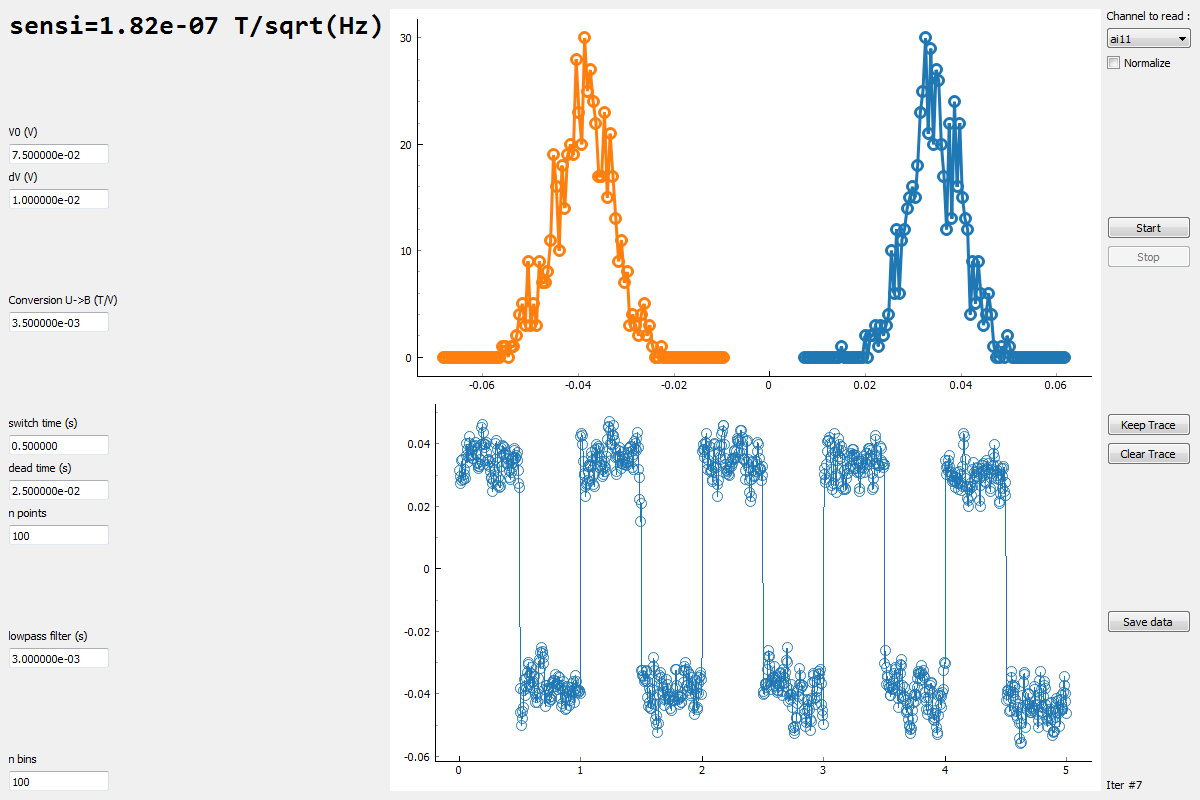 sensi=1.82e-07 T/sqrt(Hz)
V0 (V)
7.500000e-02
dV (V)
1.000000e-02
Conversion U->B (T/V)
3.500000e-03
switch time (s)
0.500000
dead time (s)
2.500000e-02
n points
100
lowpass filter (s)
3.000000e-03
n bins
100
30
20
10
0
-0.06 -0.04 -0.02 0 0.02 0.04 0.06
0.04
0.02
0
-0.02
-0.04
-0.06
0 1 2 3 4 5
Channel to read :
ai11
Normalize
Start
Stop
Keep Trace
Clear Trace
Save data
Iter #7